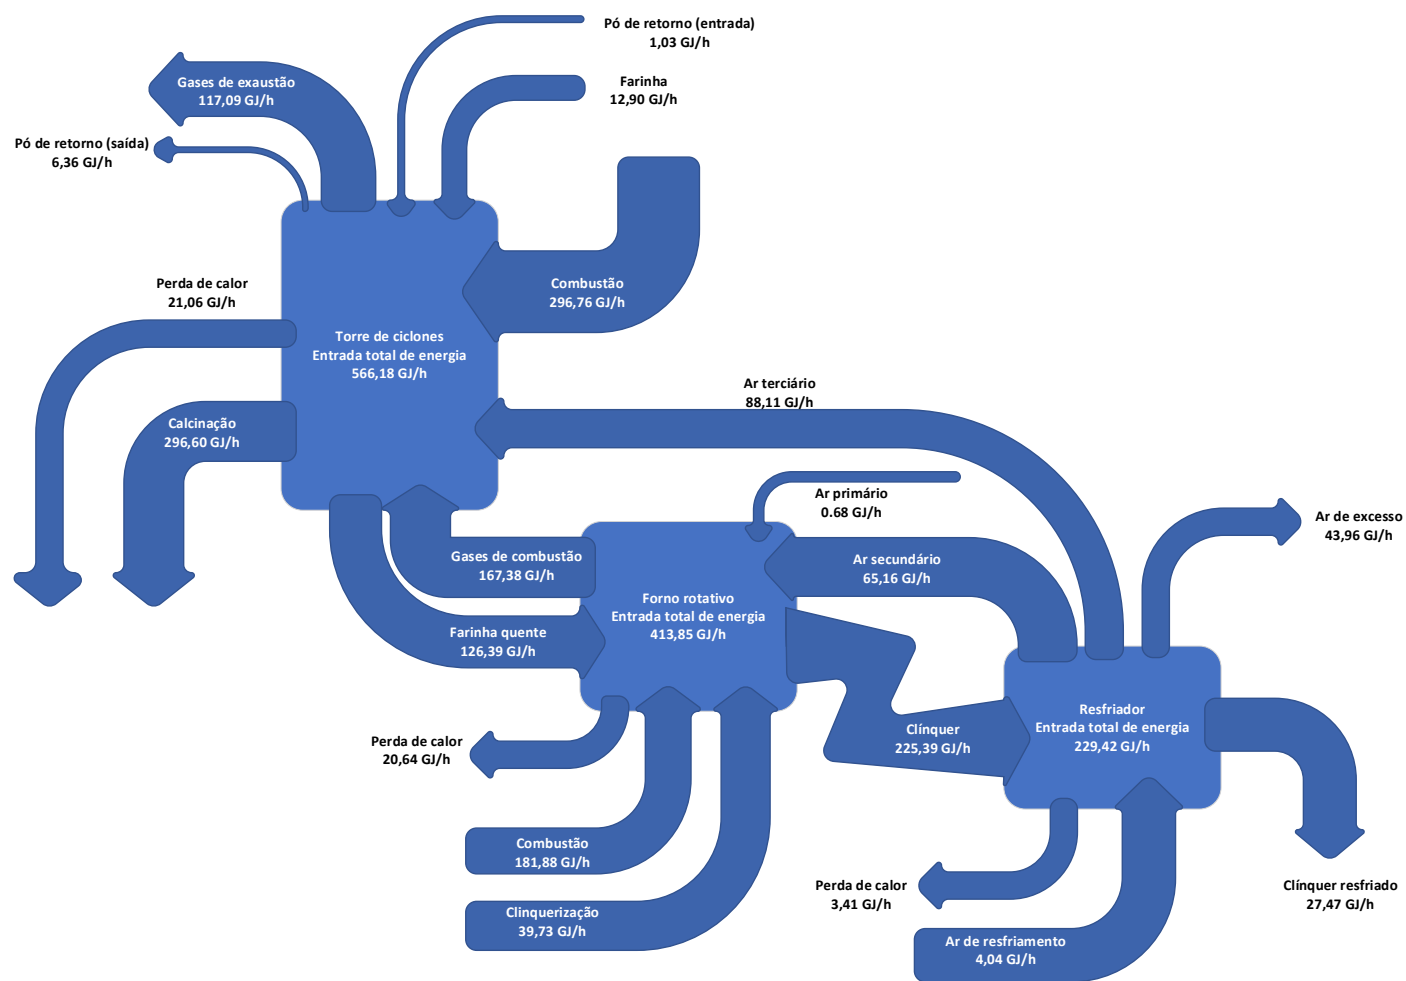 Pó de retorno (entrada)
1,03 GJ/h
Gases de exaustão
117,09 GJ/h
Farinha
12,90 GJ/h
Pó de retorno (saída)
6,36 GJ/h
Perda de calor
21,06 GJ/h
Combustão
296,76 GJ/h
Torre de ciclones
Entrada total de energia
566,18 GJ/h
Ar terciário
88,11 GJ/h
Calcinação
296,60 GJ/h
Ar primário
0.68 GJ/h
Ar de excesso
43,96 GJ/h
Gases de combustão
167,38 GJ/h
Ar secundário
65,16 GJ/h
Forno rotativo
Entrada total de energia
413,85 GJ/h
Farinha quente
126,39 GJ/h
Resfriador
Entrada total de energia
229,42 GJ/h
Clínquer
225,39 GJ/h
Perda de calor
20,64 GJ/h
Combustão
181,88 GJ/h
Perda de calor
3,41 GJ/h
Clínquer resfriado
27,47 GJ/h
Clinquerização
39,73 GJ/h
Ar de resfriamento
4,04 GJ/h